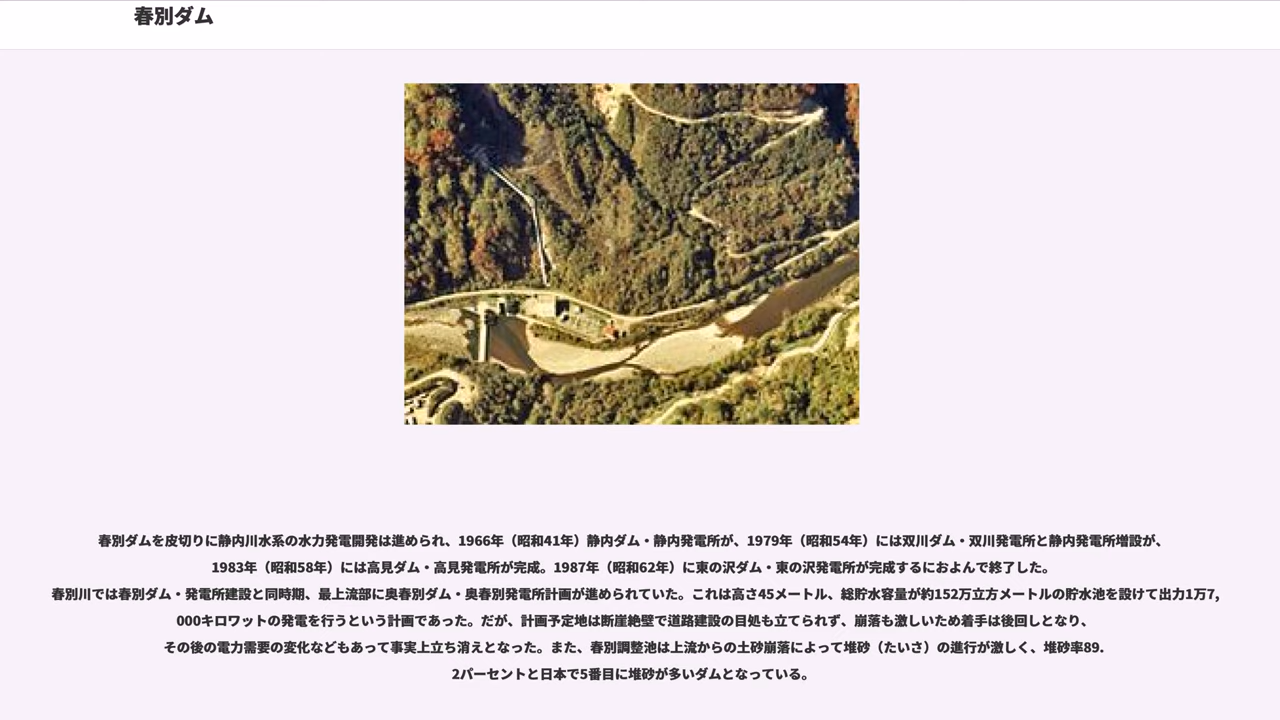 春別ダム
春別ダムを皮切りに静内川水系の水力発電開発は進められ、1966年（昭和41年）静内ダム・静内発電所が、1979年（昭和54年）には双川ダム・双川発電所と静内発電所増設が、
1983年（昭和58年）には高見ダム・高見発電所が完成。1987年（昭和62年）に東の沢ダム・東の沢発電所が完成するにおよんで終了した。
春別川では春別ダム・発電所建設と同時期、最上流部に奥春別ダム・奥春別発電所計画が進められていた。これは高さ45メートル、総貯水容量が約152万立方メートルの貯水池を設けて出力1万7,
000キロワットの発電を行うという計画であった。だが、計画予定地は断崖絶壁で道路建設の目処も立てられず、崩落も激しいため着手は後回しとなり、
その後の電力需要の変化などもあって事実上立ち消えとなった。また、春別調整池は上流からの土砂崩落によって堆砂（たいさ）の進行が激しく、堆砂率89.
2パーセントと日本で5番目に堆砂が多いダムとなっている。